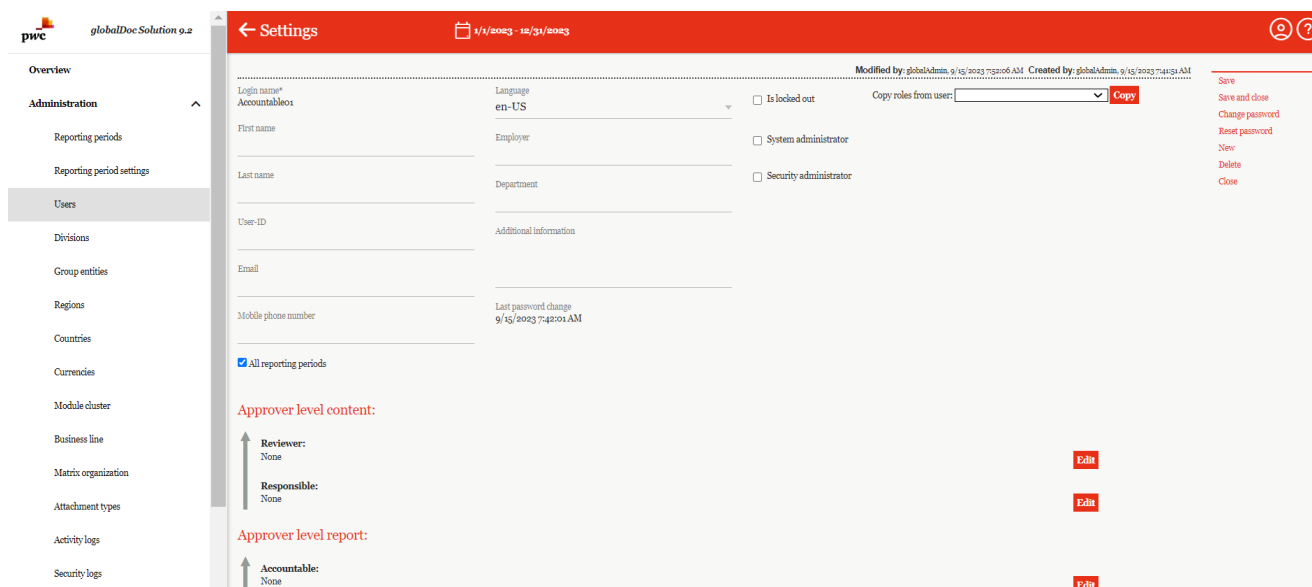 pwc
globalDoc Solution 9.2
Settings
1/1/2023 - 12/31/2023
?
Overview
Administration
Reporting periods
Reporting period settings
Users
Divisions
Group entities
Regions
Countries
Currencies
Module cluster
Business line
Matrix organization
Attachment types
Activity logs
Security logs
Modified by: globalAdmin, 9/15/2023 7:52:06 AM Created by: globalAdmin, 9/15/2023 7:41:51 AM
Login name*
Accountable01
First name
Last name
User-ID
Email
Mobile phone number
All reporting periods
Language
en-US
Employer
Department
Additional information
Last password change
9/15/2023 7:42:01 AM
Is locked out
System administrator
Security administrator
Copy roles from user:
Copy
Save
Save and close
Change password
Reset password
New
Delete
Close
Approver level content:
Reviewer:
None
Edit
Responsible:
None
Edit
Approver level report:
Accountable:
None
Edit